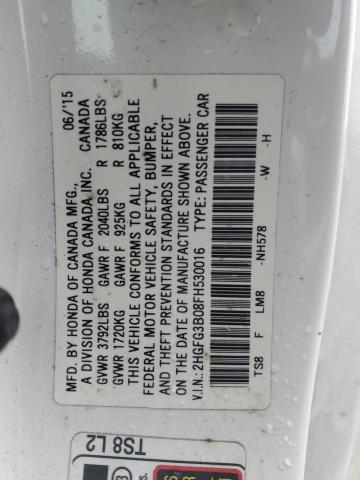 MFD. BY HONDA OF CANADA MFG., 06/'15
A DIVISION OF HONDA CANADA INC. CANADA
GVWR 3792LBS GAWR F 2040LBS R 1786LBS
GVWR 1720KG GAWR F 925KG R 810KG
THIS VEHICLE CONFORMS TO ALL APPLICABLE
FEDERAL MOTOR VEHICLE SAFETY, BUMPER,
AND THEFT PREVENTION STANDARDS IN EFFECT
ON THE DATE OF MANUFACTURE SHOWN ABOVE.
V.I.N.: 2HGFG3B08FH530016 TYPE: PASSENGER CAR
TS8 F LM8 -NH578 -W -H
TS8 L2